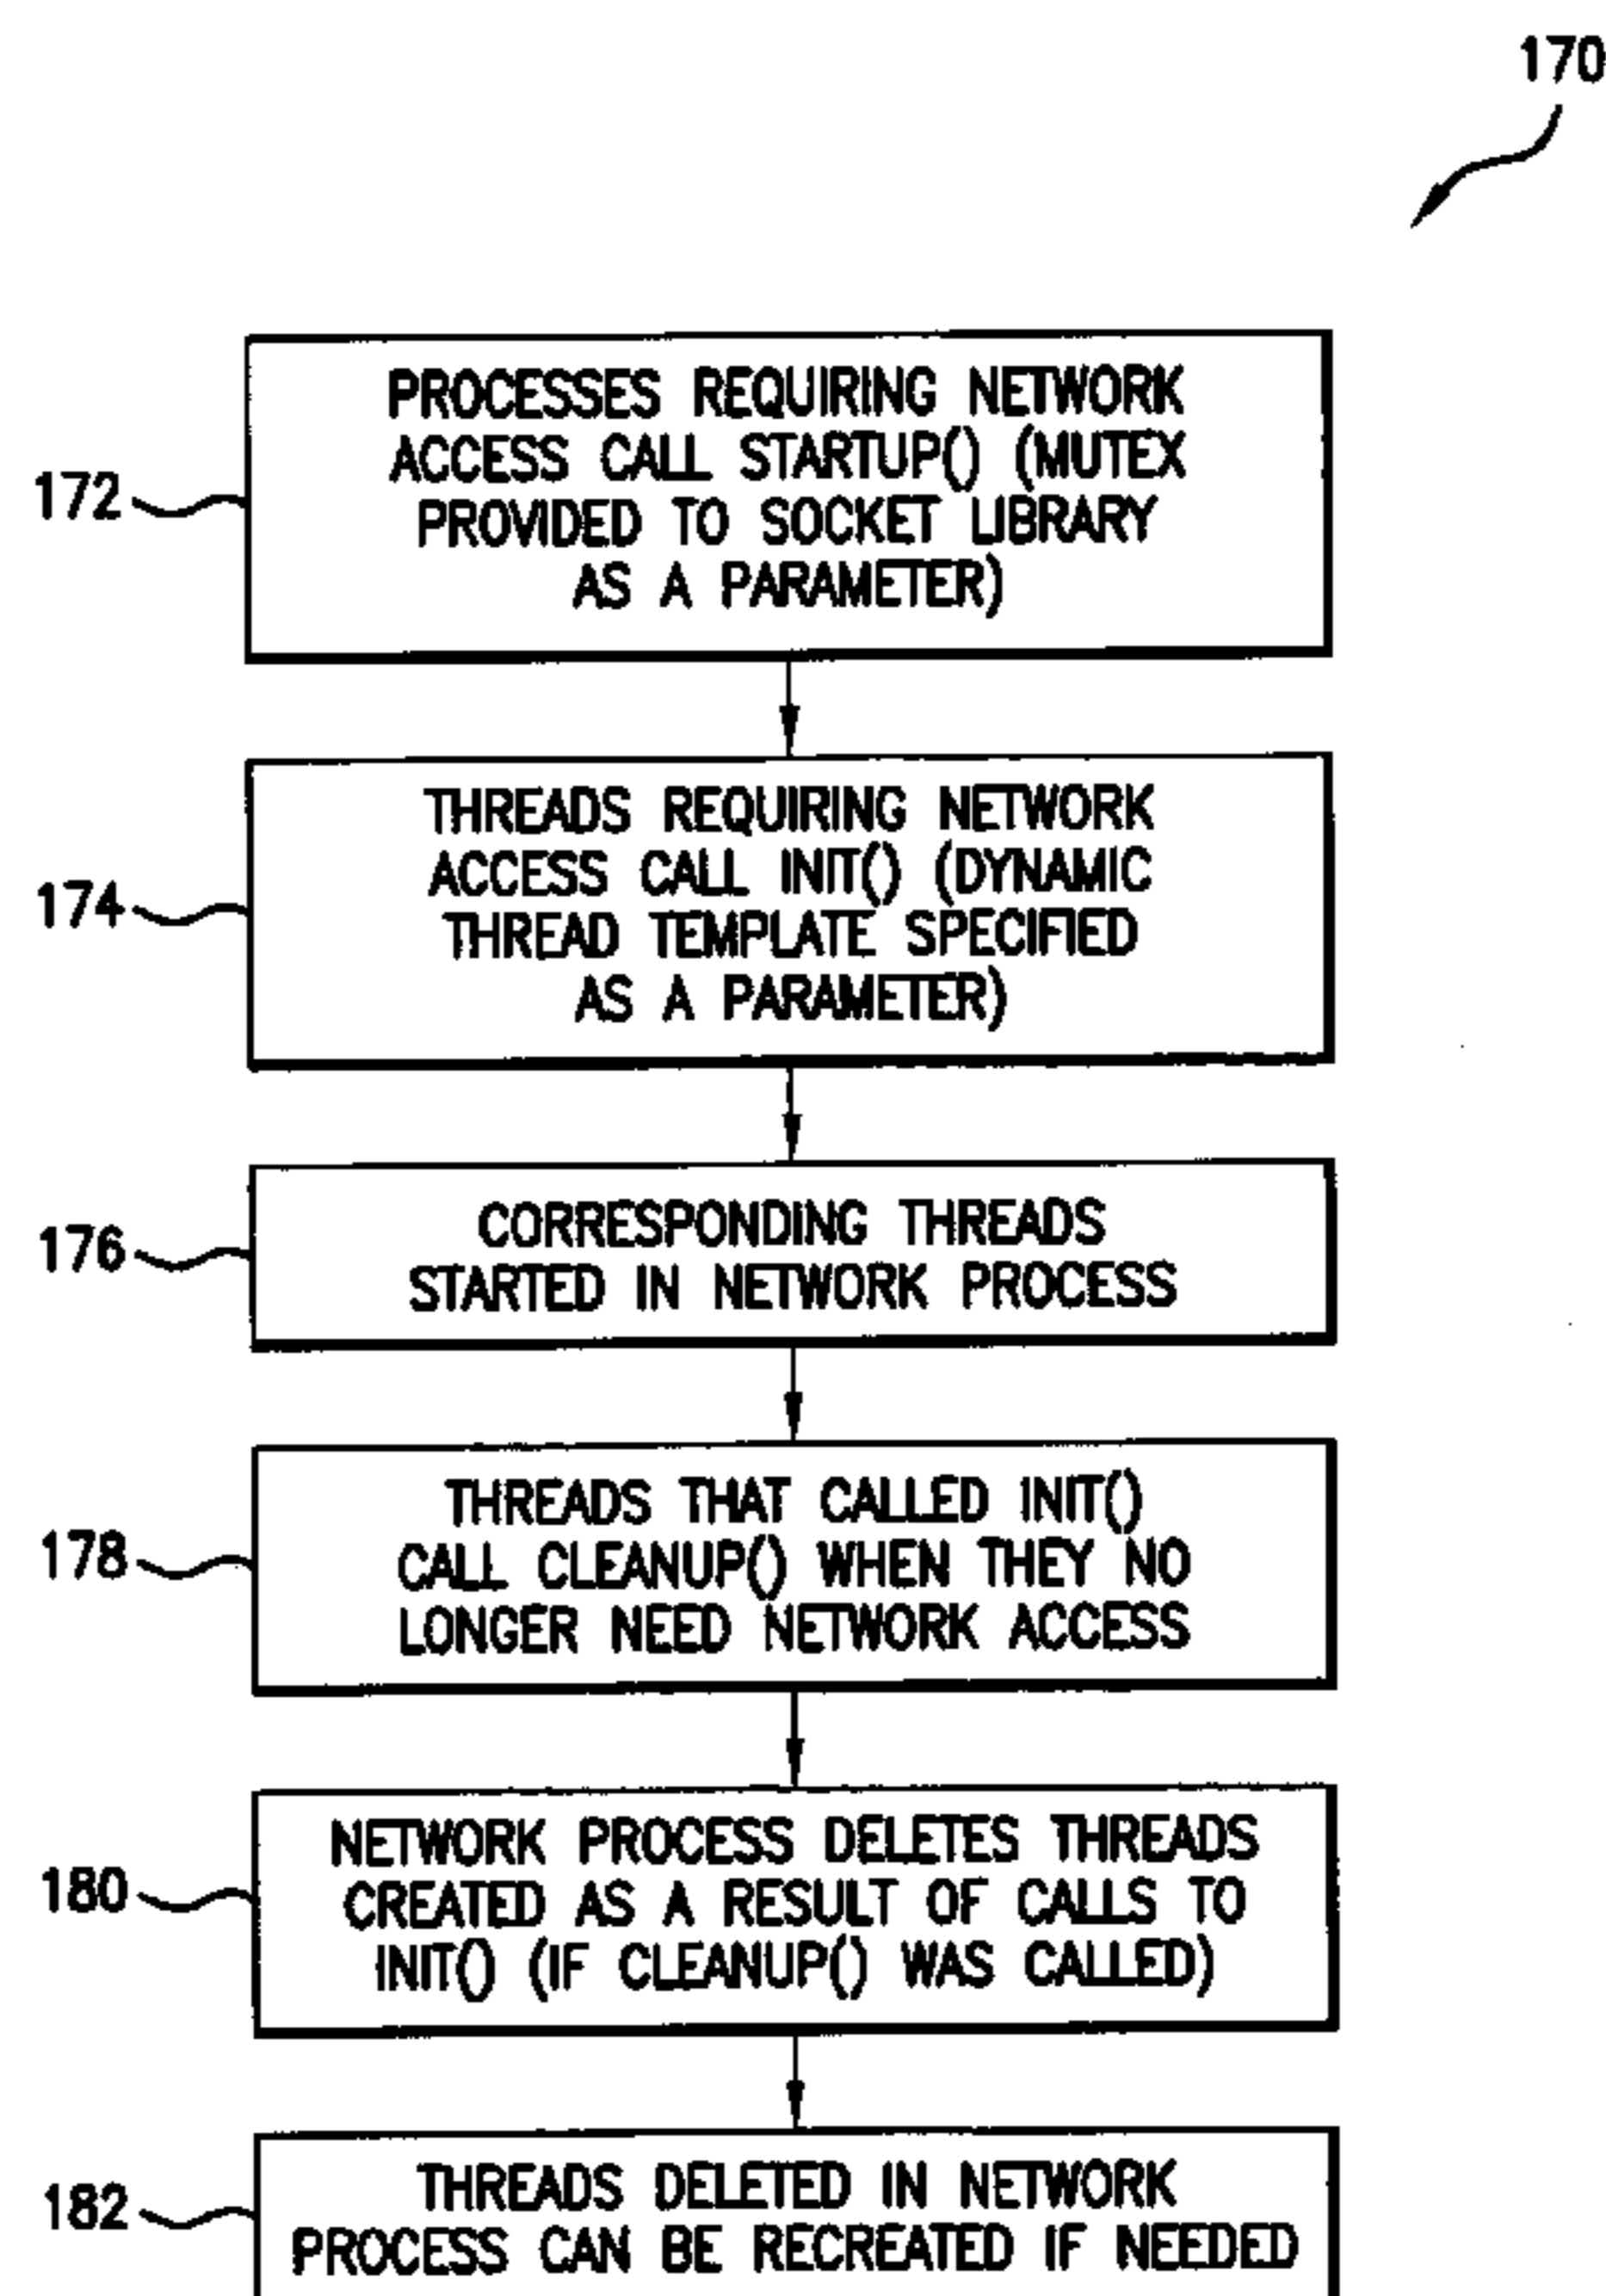 170
PROCESSES REQUIRING NETWORK
ACCESS CALL STARTUP() (MUTEX
PROVIDED TO SOCKET LIBRARY
AS A PARAMETER)
172
THREADS REQUIRING NETWORK
ACCESS CALL INIT() (DYNAMIC
THREAD TEMPLATE SPECIFIED
AS A PARAMETER)
174
CORRESPONDING THREADS
STARTED IN NETWORK PROCESS
176
THREADS THAT CALLED INIT()
CALL CLEANUP() WHEN THEY NO
LONGER NEED NETWORK ACCESS
178
NETWORK PROCESS DELETES THREADS
CREATED AS A RESULT OF CALLS TO
INIT() (IF CLEANUP() WAS CALLED)
180
THREADS DELETED IN NETWORK
PROCESS CAN BE RECREATED IF NEEDED
182